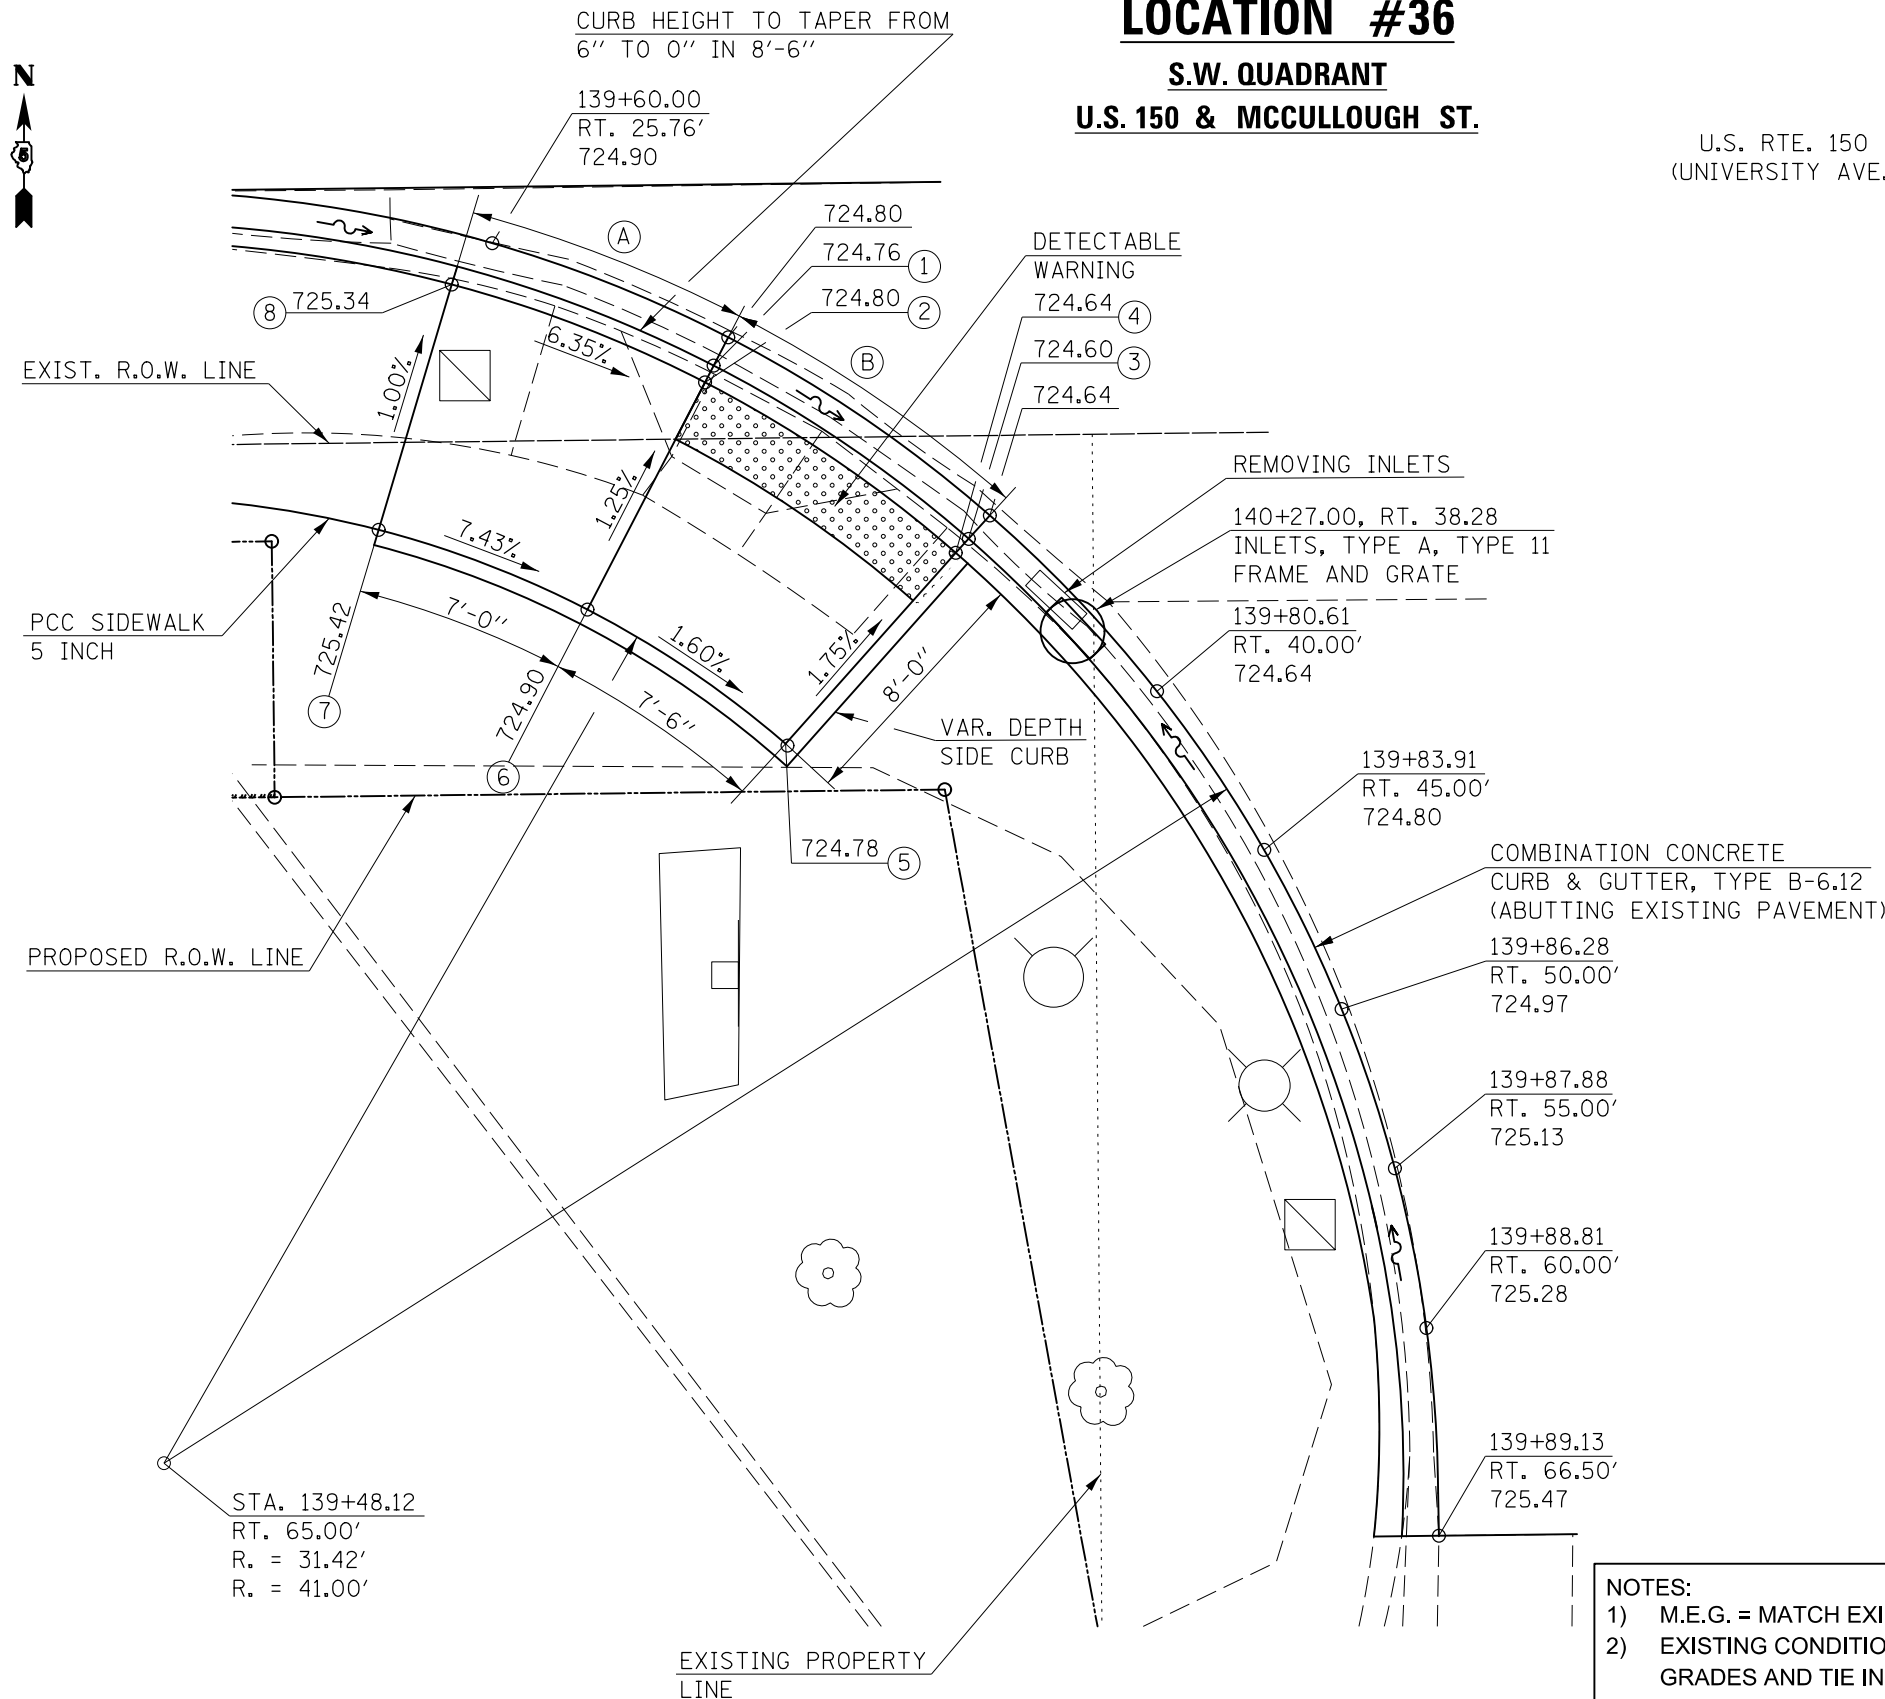 LOCATION #36
S.W. QUADRANT
U.S. 150 & MCCULLOUGH ST.
CURB HEIGHT TO TAPER FROM
6" TO 0" IN 8'-6"
N
5
139+60.00
RT. 25.76'
724.90
U.S. RTE. 150
(UNIVERSITY AVE.
A
724.80
724.76 1
724.80 2
DETECTABLE
WARNING
724.64 4
724.60 3
724.64
8 725.34
6.35%
B
EXIST. R.O.W. LINE
1.00%
1.25%
REMOVING INLETS
140+27.00, RT. 38.28
INLETS, TYPE A, TYPE 11
FRAME AND GRATE
7.43%
PCC SIDEWALK
5 INCH
725.42
7
7'-0"
1.60%
1.75%
8'-0"
139+80.61
RT. 40.00'
724.64
724.90
6
7'-6"
VAR. DEPTH
SIDE CURB
139+83.91
RT. 45.00'
724.80
724.78 5
COMBINATION CONCRETE
CURB & GUTTER, TYPE B-6.12
(ABUTTING EXISTING PAVEMENT)
PROPOSED R.O.W. LINE
139+86.28
RT. 50.00'
724.97
139+87.88
RT. 55.00'
725.13
139+88.81
RT. 60.00'
725.28
139+89.13
RT. 66.50'
725.47
STA. 139+48.12
RT. 65.00'
R. = 31.42'
R. = 41.00'
EXISTING PROPERTY
LINE
NOTES:
1) M.E.G. = MATCH EXI
2) EXISTING CONDITIO
GRADES AND TIE IN